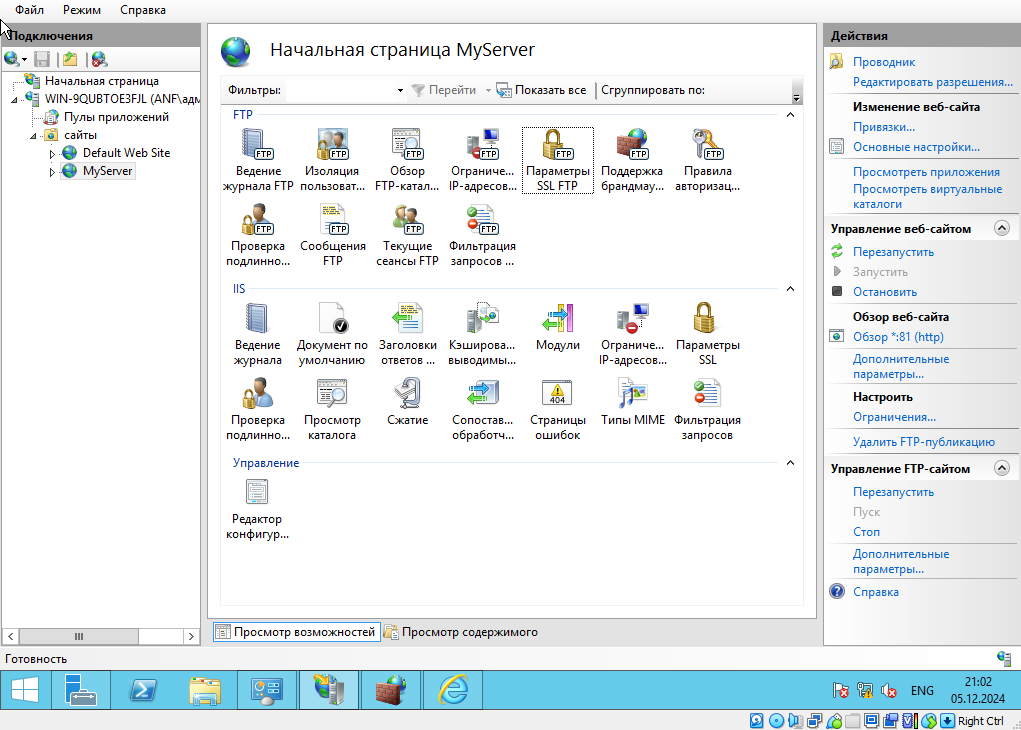 Файл Режим Справка
Подключения
Начальная страница
WIN-9QUBTOE3FJL (ANF\адм
Пулы приложений
сайты
Default Web Site
MyServer
Начальная страница MyServer
Фильтры: Перейти Показать все Сгруппировать по:
FTP
Ведение журнала FTP
Изоляция пользоват...
Обзор FTP-катал...
Ограниче... IP-адресов...
Параметры SSL FTP
Поддержка брандмау...
Правила авторизац...
Проверка подлинно...
Сообщения FTP
Текущие сеансы FTP
Фильтрация запросов ...
IIS
Ведение журнала
Документ по умолчанию
Заголовки ответов ...
Кэширова... выводимы...
Модули
Ограниче... IP-адресов...
Параметры SSL
Проверка подлинно...
Просмотр каталога
Сжатие
Сопостав... обработч...
404
Страницы ошибок
Типы MIME
Фильтрация запросов
Управление
Редактор конфигур...
Просмотр возможностей Просмотр содержимого
Действия
Проводник
Редактировать разрешения...
Изменение веб-сайта
Привязки...
Основные настройки...
Просмотреть приложения
Просмотреть виртуальные
каталоги
Управление веб-сайтом
Перезапустить
Запустить
Остановить
Обзор веб-сайта
Обзор *:81 (http)
Дополнительные
параметры...
Настроить
Ограничения...
Удалить FTP-публикацию
Управление FTP-сайтом
Перезапустить
Пуск
Стоп
Дополнительные
параметры...
Справка
Готовность
ENG
21:02
05.12.2024
Right Ctrl